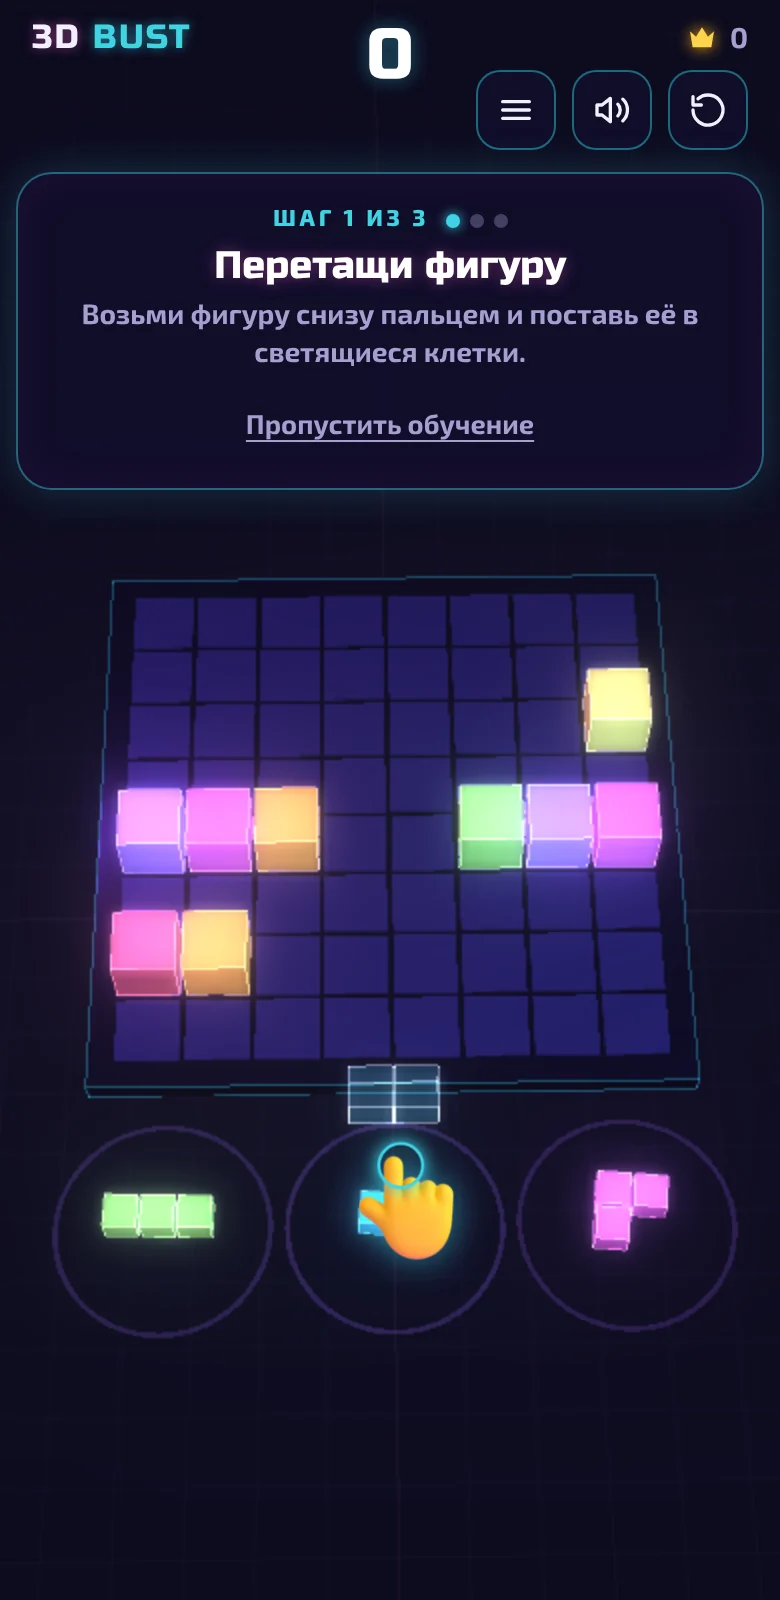 3D BUST
0
0
ШАГ 1 ИЗ 3
Перетащи фигуру
Возьми фигуру снизу пальцем и поставь её в
светящиеся клетки.
Пропустить обучение